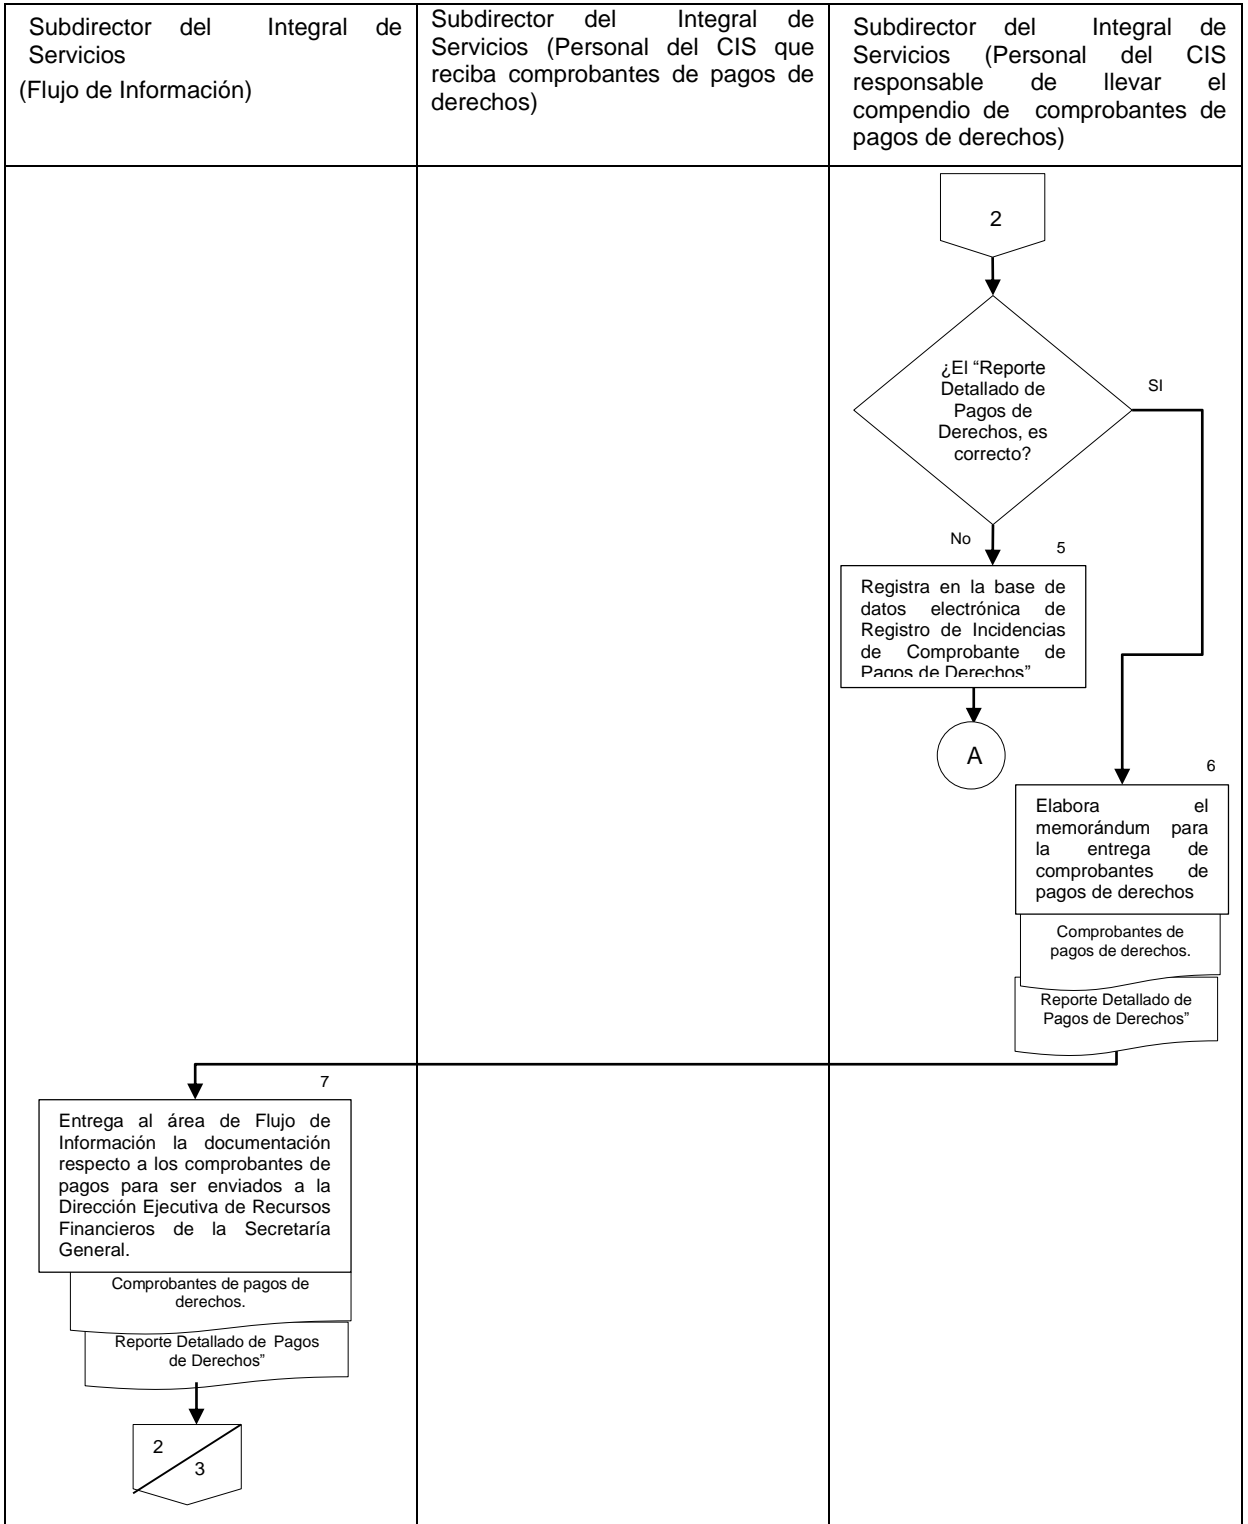 Subdirector del Integral de
Servicios
(Flujo de Información)
Subdirector del Integral de
Servicios (Personal del CIS que
reciba comprobantes de pagos de
derechos)
Subdirector del Integral de
Servicios (Personal del CIS
responsable de llevar el
compendio de comprobantes de
pagos de derechos)
2
¿El “Reporte
Detallado de
Pagos de
Derechos, es
correcto?
SI
No
5
Registra en la base de
datos electrónica de
Registro de Incidencias
de Comprobante de
Pagos de Derechos”
A
6
Elabora el
memorándum para
la entrega de
comprobantes de
pagos de derechos
Comprobantes de
pagos de derechos.
Reporte Detallado de
Pagos de Derechos”
7
Entrega al área de Flujo de
Información la documentación
respecto a los comprobantes de
pagos para ser enviados a la
Dirección Ejecutiva de Recursos
Financieros de la Secretaría
General.
Comprobantes de pagos de
derechos.
Reporte Detallado de Pagos
de Derechos”
2
3